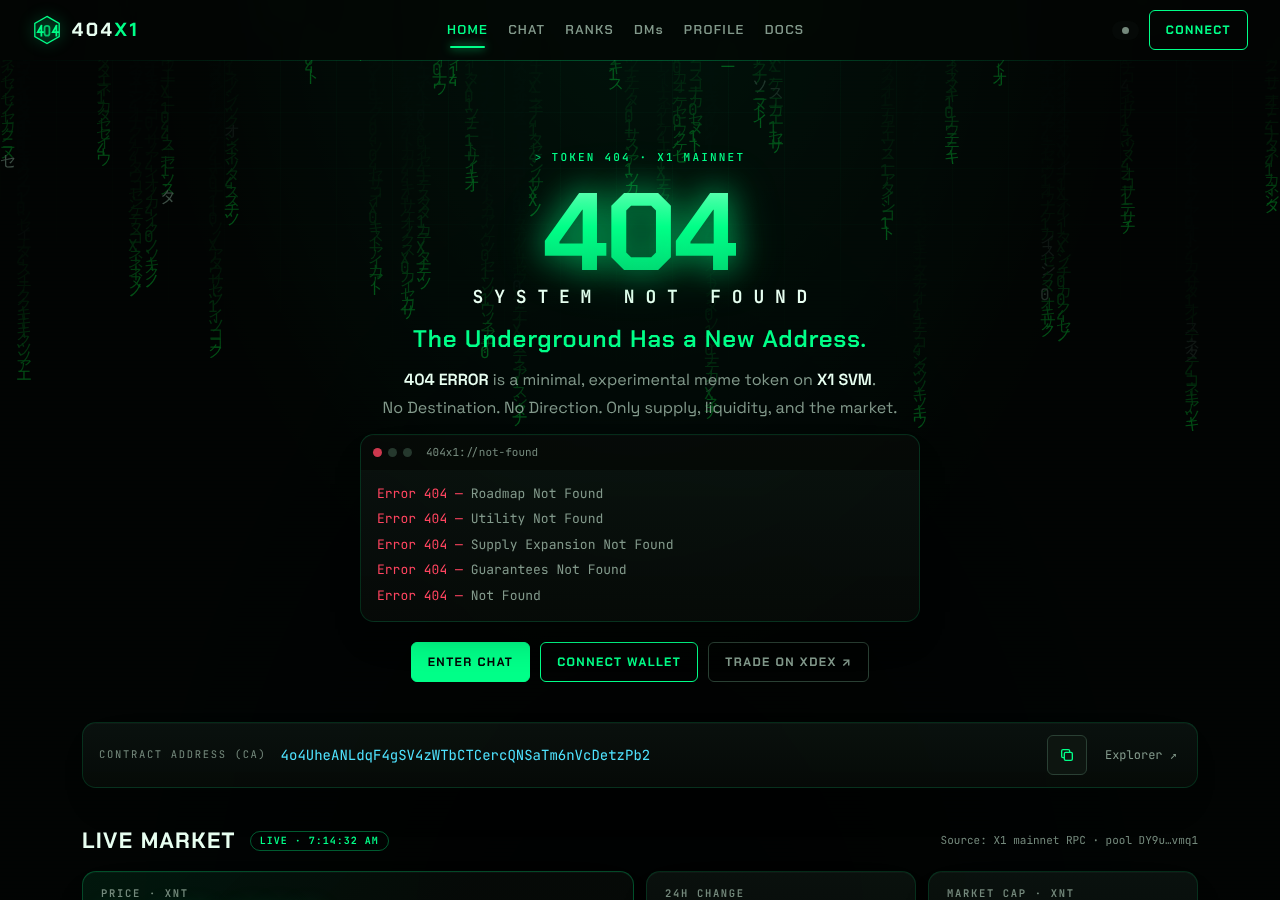 404 404X1
HOME CHAT RANKS DMs PROFILE DOCS
CONNECT
> TOKEN 404 · X1 MAINNET
404
SYSTEM NOT FOUND
The Underground Has a New Address.
404 ERROR is a minimal, experimental meme token on X1 SVM.
No Destination. No Direction. Only supply, liquidity, and the market.
404x1://not-found
Error 404 — Roadmap Not Found
Error 404 — Utility Not Found
Error 404 — Supply Expansion Not Found
Error 404 — Guarantees Not Found
Error 404 — Not Found
ENTER CHAT CONNECT WALLET TRADE ON XDEX ↗
CONTRACT ADDRESS (CA) 4o4UheANLdqF4gSV4zWTbCTCercQNSaTm6nVcDetzPb2 Explorer ↗
LIVE MARKET LIVE · 7:14:32 AM Source: X1 mainnet RPC · pool DY9u…vmq1
PRICE · XNT 24H CHANGE MARKET CAP · XNT